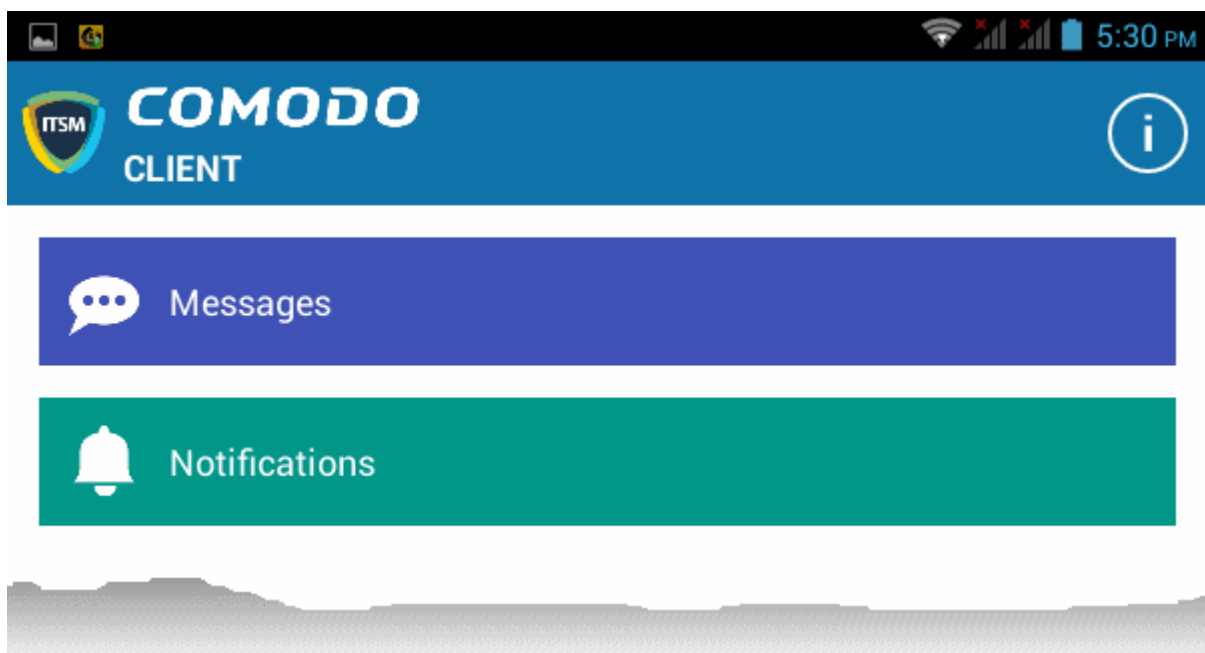 5:30 PM
ITSM
COMODO
CLIENT
i
Messages
Notifications